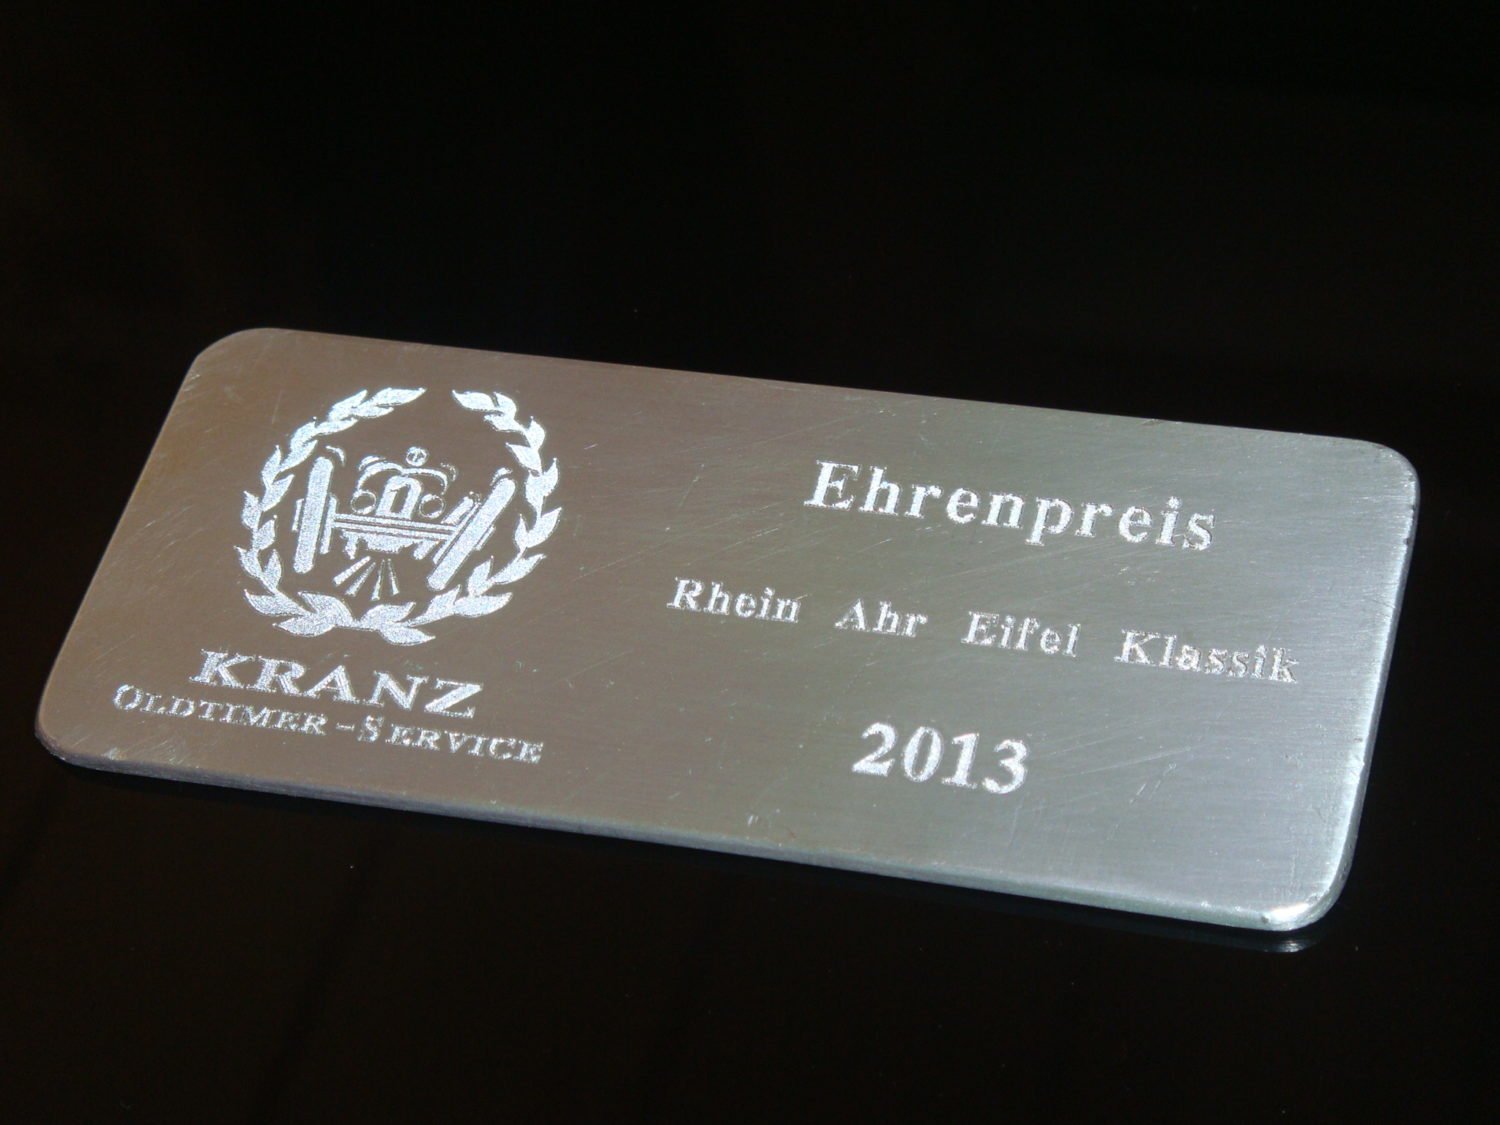 KRANZ
OLDTIMER-SERVICE
Ehrenpreis
Rhein Ahr Eifel Klassik
2013